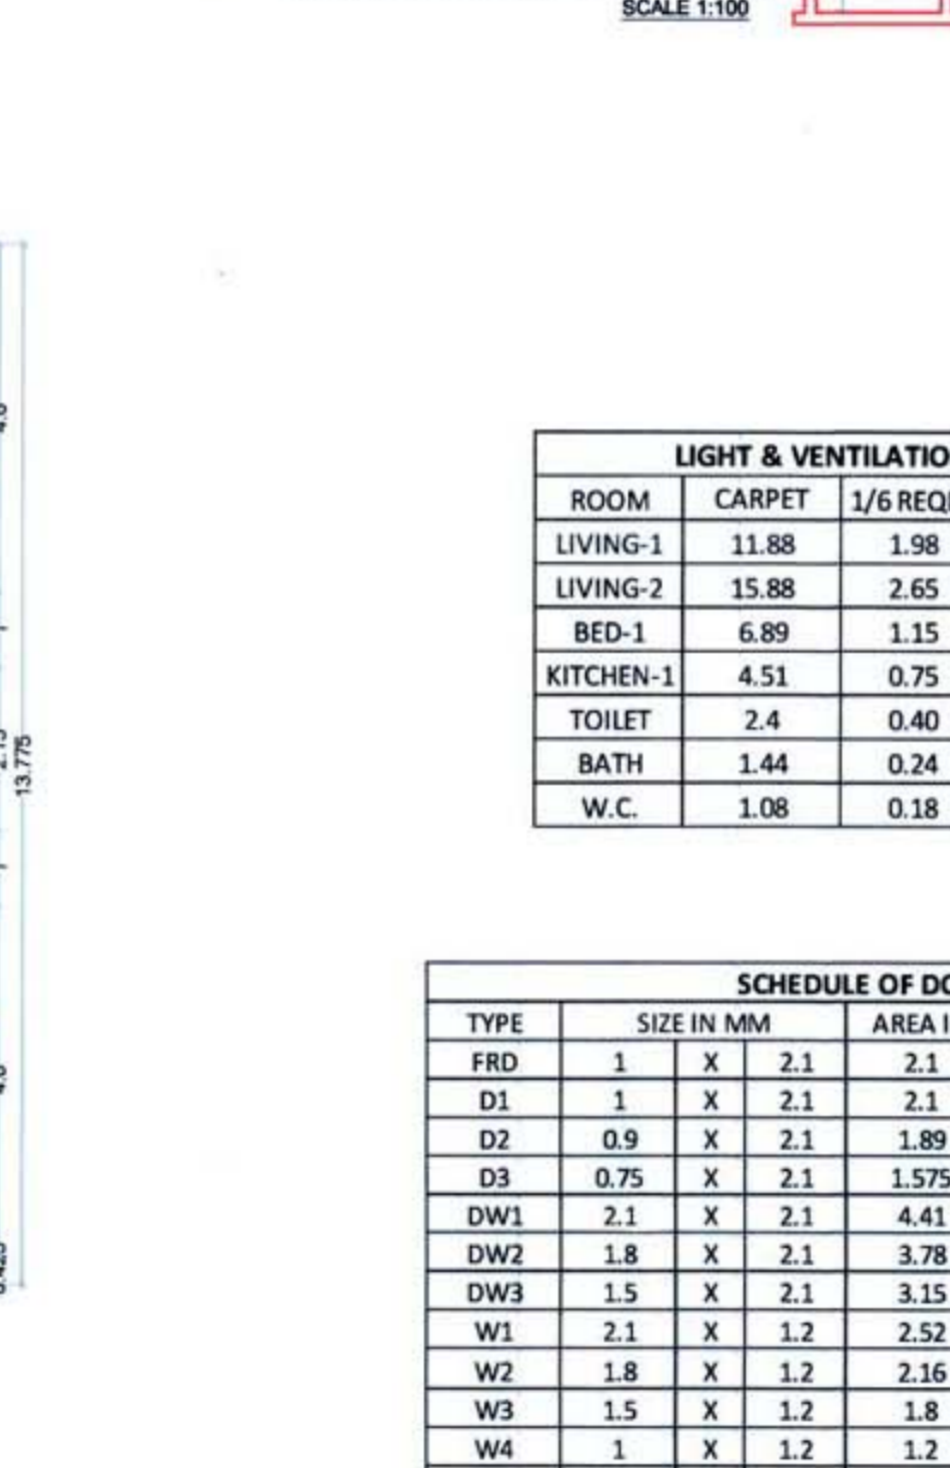 SCALE 1:100
13.775
LIGHT & VENTILATIO
ROOM CARPET 1/6 REQ
LIVING-1 11.88 1.98
LIVING-2 15.88 2.65
BED-1 6.89 1.15
KITCHEN-1 4.51 0.75
TOILET 2.4 0.40
BATH 1.44 0.24
W.C. 1.08 0.18
SCHEDULE OF DO
TYPE SIZE IN MM AREA I
FRD 1 X 2.1 2.1
D1 1 X 2.1 2.1
D2 0.9 X 2.1 1.89
D3 0.75 X 2.1 1.575
DW1 2.1 X 2.1 4.41
DW2 1.8 X 2.1 3.78
DW3 1.5 X 2.1 3.15
W1 2.1 X 1.2 2.52
W2 1.8 X 1.2 2.16
W3 1.5 X 1.2 1.8
W4 1 X 1.2 1.2